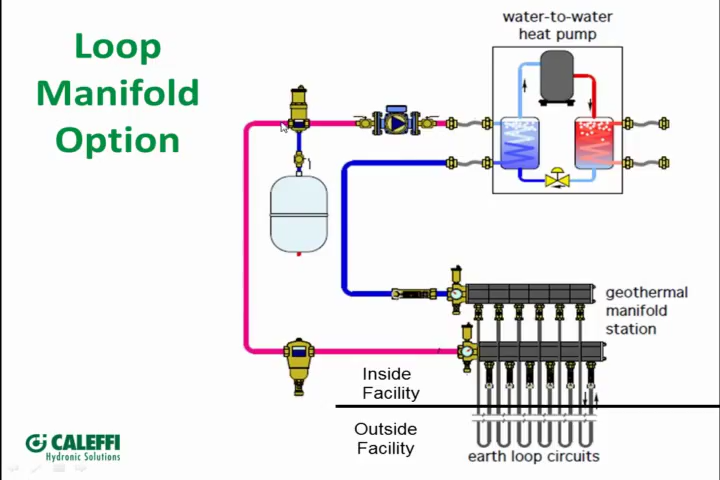 Loop
Manifold
Option
water-to-water
heat pump
geothermal
manifold
station
Inside
Facility
Outside
Facility
earth loop circuits
CALEFFI
Hydronic Solutions